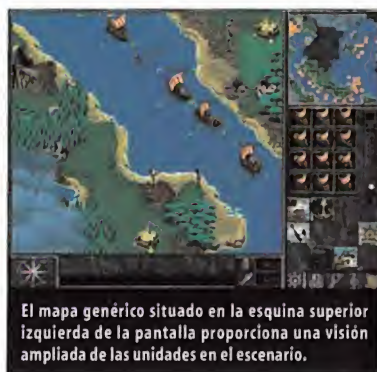 El mapa genérico situado en la esquina superior
izquierda de la pantalla proporciona una visión
ampliada de las unidades en el escenario.